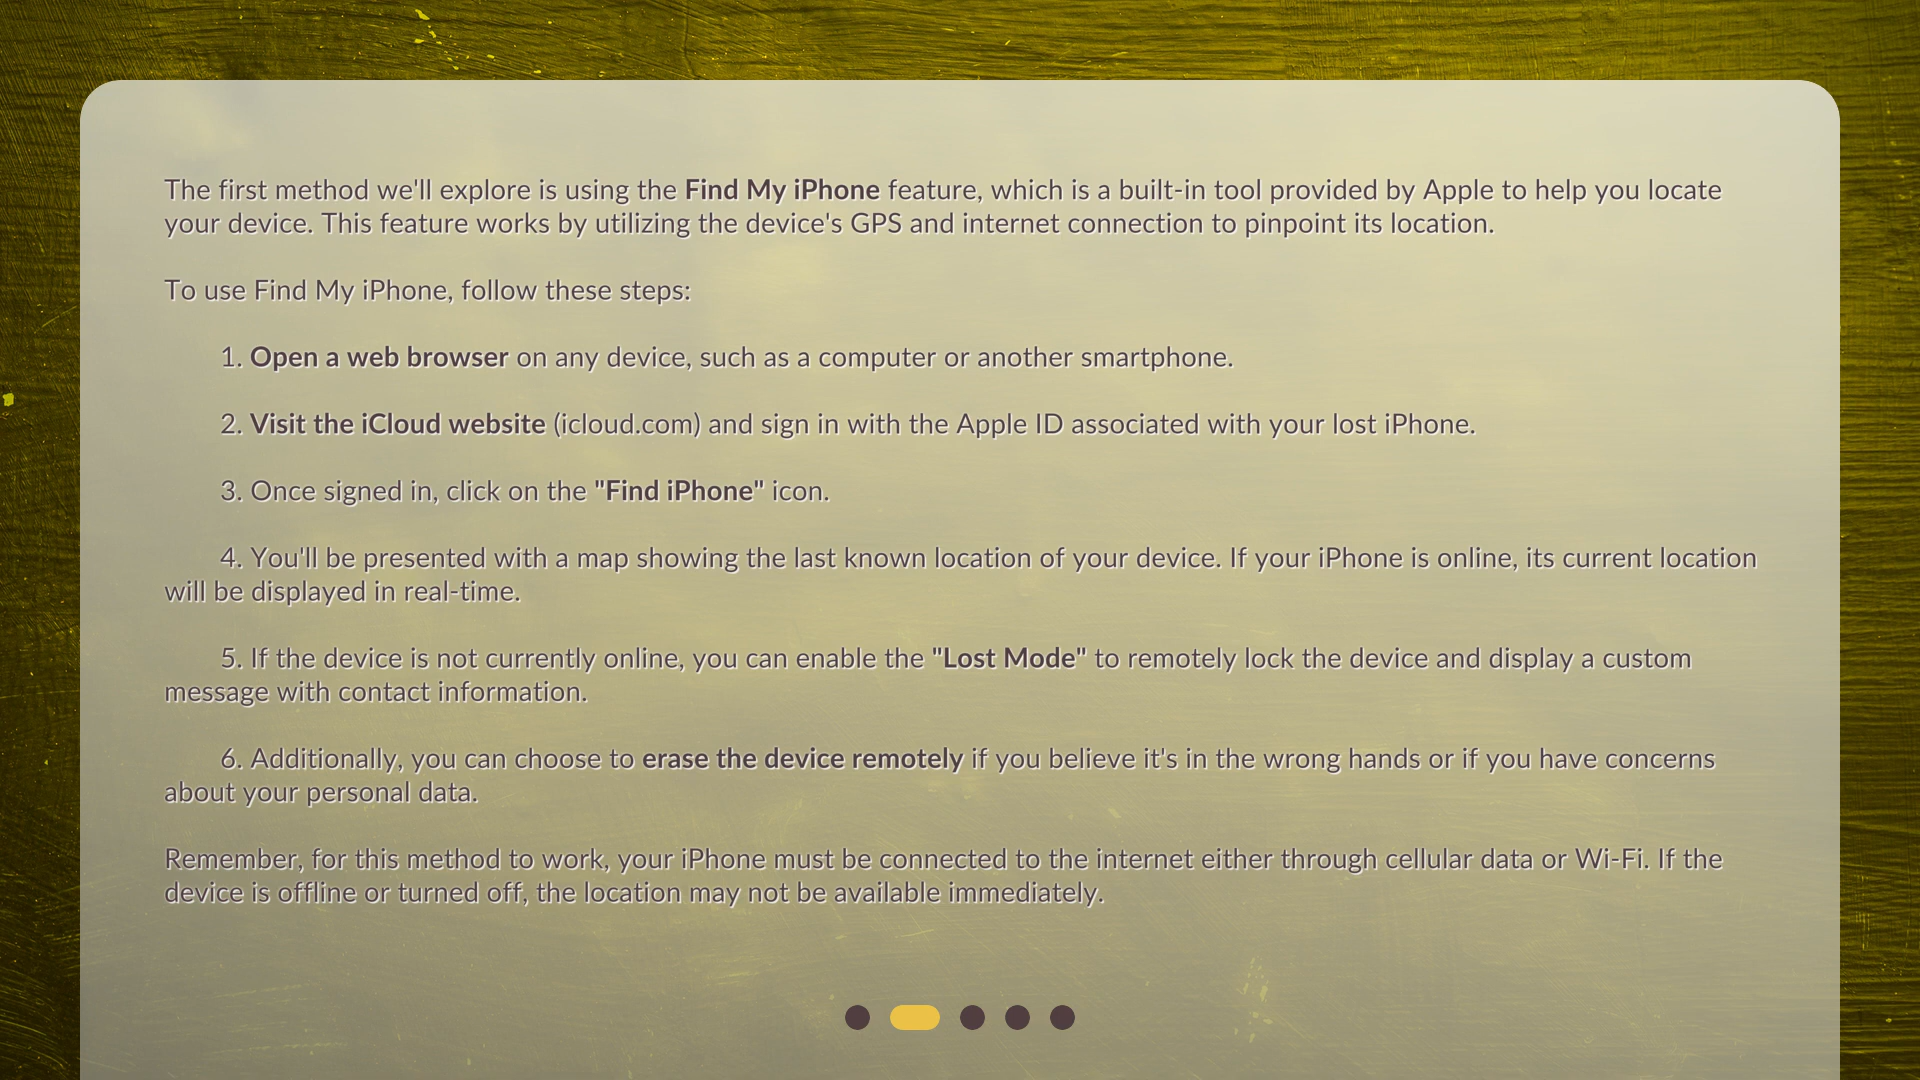 The first method we'll explore is using the Find My iPhone feature, which is a built-in tool provided by Apple to help you locate
your device. This feature works by utilizing the device's GPS and internet connection to pinpoint its location.
To use Find My iPhone, follow these steps:
1. Open a web browser on any device, such as a computer or another smartphone.
2. Visit the iCloud website (icloud.com) and sign in with the Apple ID associated with your lost iPhone.
3. Once signed in, click on the "Find iPhone" icon.
4. You'll be presented with a map showing the last known location of your device. If your iPhone is online, its current location
will be displayed in real-time.
5. If the device is not currently online, you can enable the "Lost Mode" to remotely lock the device and display a custom
message with contact information.
6. Additionally, you can choose to erase the device remotely if you believe it's in the wrong hands or if you have concerns
about your personal data.
Remember, for this method to work, your iPhone must be connected to the internet either through cellular data or Wi-Fi. If the
device is offline or turned off, the location may not be available immediately.